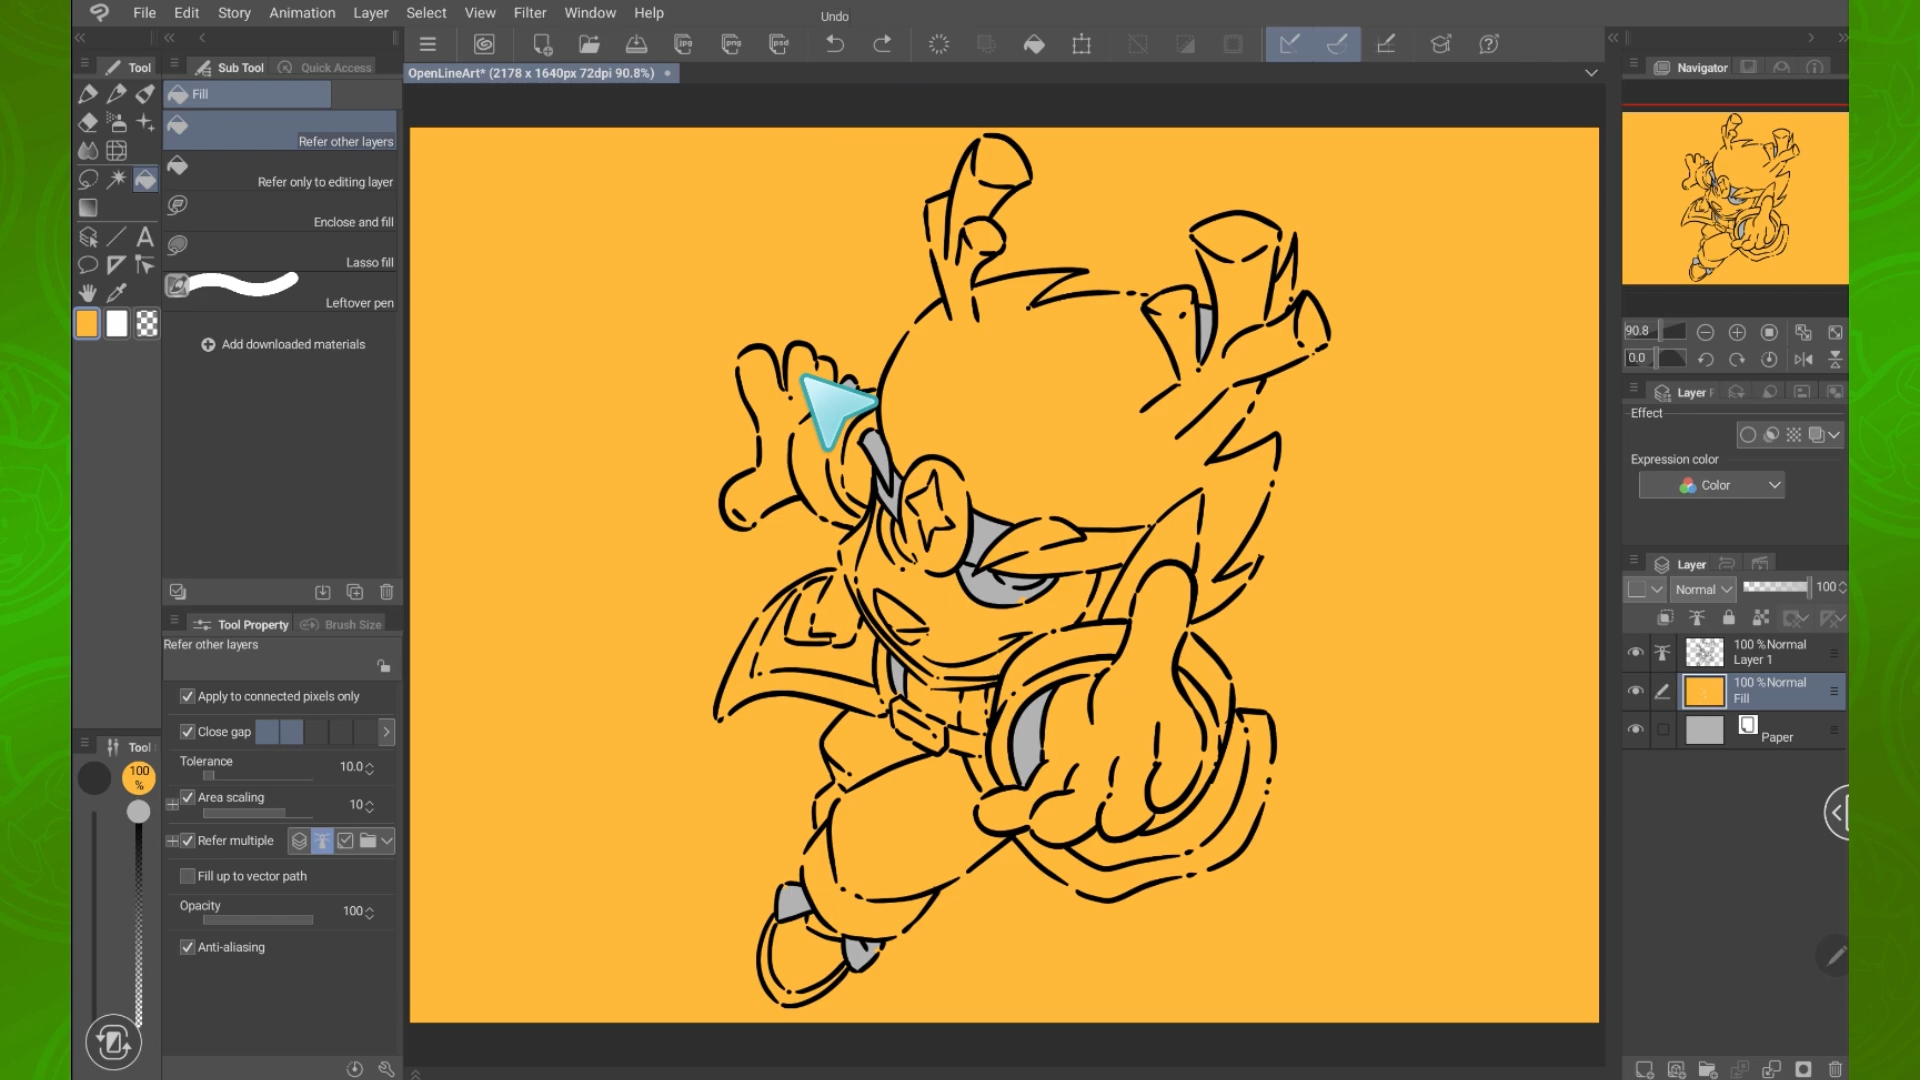 File Edit Story Animation Layer Select View Filter Window Help
Undo
jpg png psd
Tool
Sub Tool Quick Access
OpenLineArt* (2178 x 1640px 72dpi 90.8%)
Navigator
Fill
Refer other layers
Refer only to editing layer
Enclose and fill
Lasso fill
Leftover pen
Add downloaded materials
90.8
0.0
Layer
Effect
Expression color
Color
Layer
Normal 100
100 %Normal
Layer 1
100 %Normal
Fill
Paper
Tool Property Brush Size
Refer other layers
Apply to connected pixels only
Close gap
Tolerance 10.0
Area scaling 10
Refer multiple
Fill up to vector path
Opacity 100
Anti-aliasing
Tool
100
%